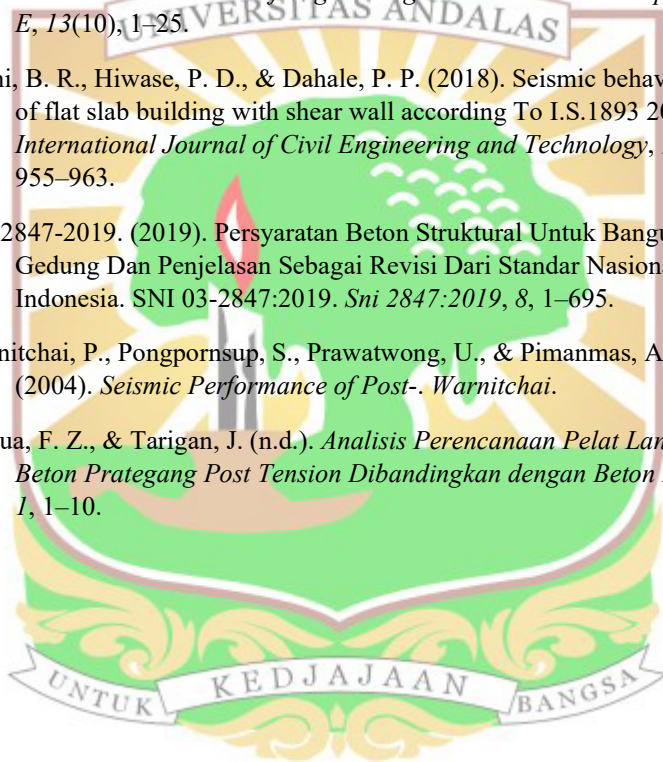 E, 13(10), 1–25.
UNIVERSITAS ANDALAS
ni, B. R., Hiwase, P. D., & Dahale, P. P. (2018). Seismic behav
of flat slab building with shear wall according To I.S.1893 20
International Journal of Civil Engineering and Technology,
955–963.
2847-2019. (2019). Persyaratan Beton Struktural Untuk Bangu
Gedung Dan Penjelasan Sebagai Revisi Dari Standar Nasiona
Indonesia. SNI 03-2847:2019. Sni 2847:2019, 8, 1–695.
nitchai, P., Pongpornsup, S., Prawatwong, U., & Pimanmas, A
(2004). Seismic Performance of Post-. Warnitchai.
ua, F. Z., & Tarigan, J. (n.d.). Analisis Perencanaan Pelat Lan
Beton Prategang Post Tension Dibandingkan dengan Beton
1, 1–10.
UNTUK KEDJAJAAN BANGSA